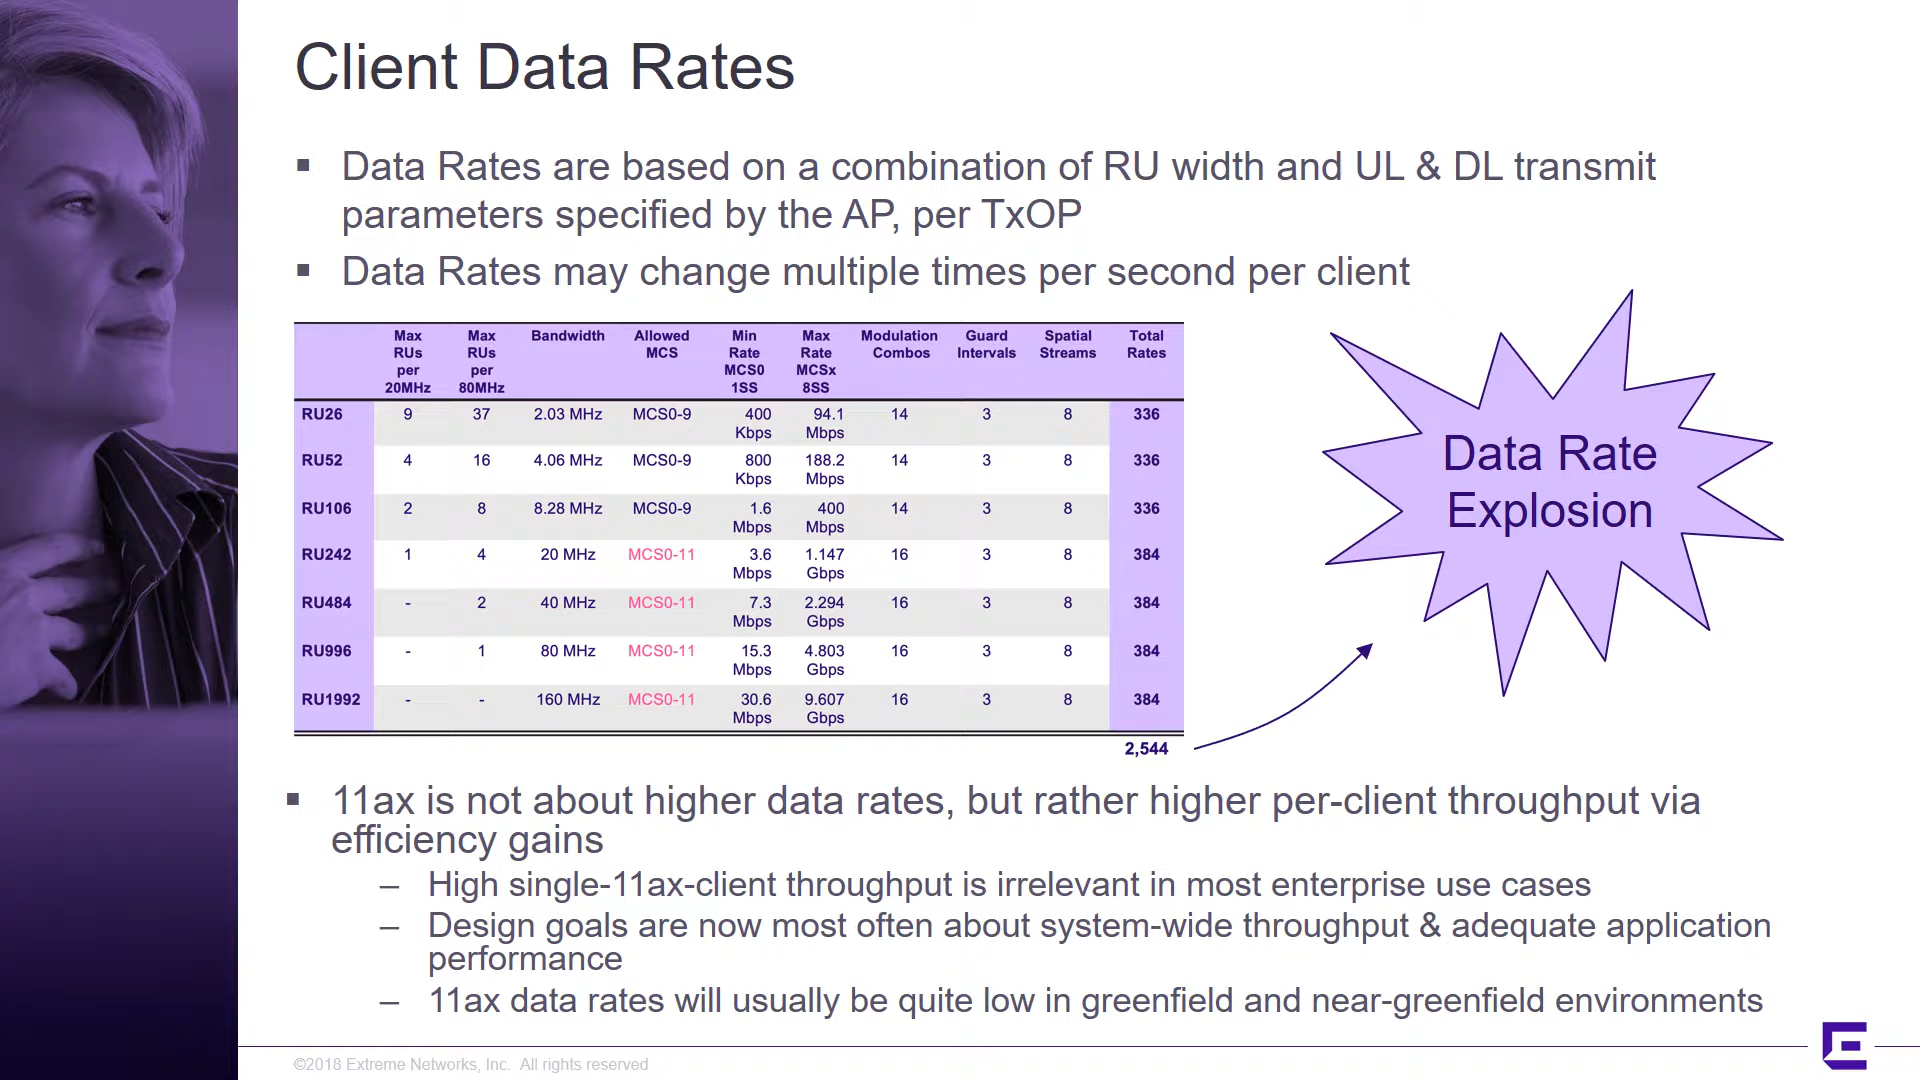 Client Data Rates
▪ Data Rates are based on a combination of RU width and UL & DL transmit
parameters specified by the AP, per TxOP
▪ Data Rates may change multiple times per second per client
Max RUs per 20MHz Max RUs per 80MHz Bandwidth Allowed MCS Min Rate MCS0 1SS Max Rate MCSx 8SS Modulation Combos Guard Intervals Spatial Streams Total Rates
RU26 9 37 2.03 MHz MCS0-9 400 Kbps 94.1 Mbps 14 3 8 336
RU52 4 16 4.06 MHz MCS0-9 800 Kbps 188.2 Mbps 14 3 8 336
RU106 2 8 8.28 MHz MCS0-9 1.6 Mbps 400 Mbps 14 3 8 336
RU242 1 4 20 MHz MCS0-11 3.6 Mbps 1.147 Gbps 16 3 8 384
RU484 - 2 40 MHz MCS0-11 7.3 Mbps 2.294 Gbps 16 3 8 384
RU996 - 1 80 MHz MCS0-11 15.3 Mbps 4.803 Gbps 16 3 8 384
RU1992 - - 160 MHz MCS0-11 30.6 Mbps 9.607 Gbps 16 3 8 384
2,544
Data Rate
Explosion
▪ 11ax is not about higher data rates, but rather higher per-client throughput via
efficiency gains
– High single-11ax-client throughput is irrelevant in most enterprise use cases
– Design goals are now most often about system-wide throughput & adequate application
performance
– 11ax data rates will usually be quite low in greenfield and near-greenfield environments
©2018 Extreme Networks, Inc. All rights reserved